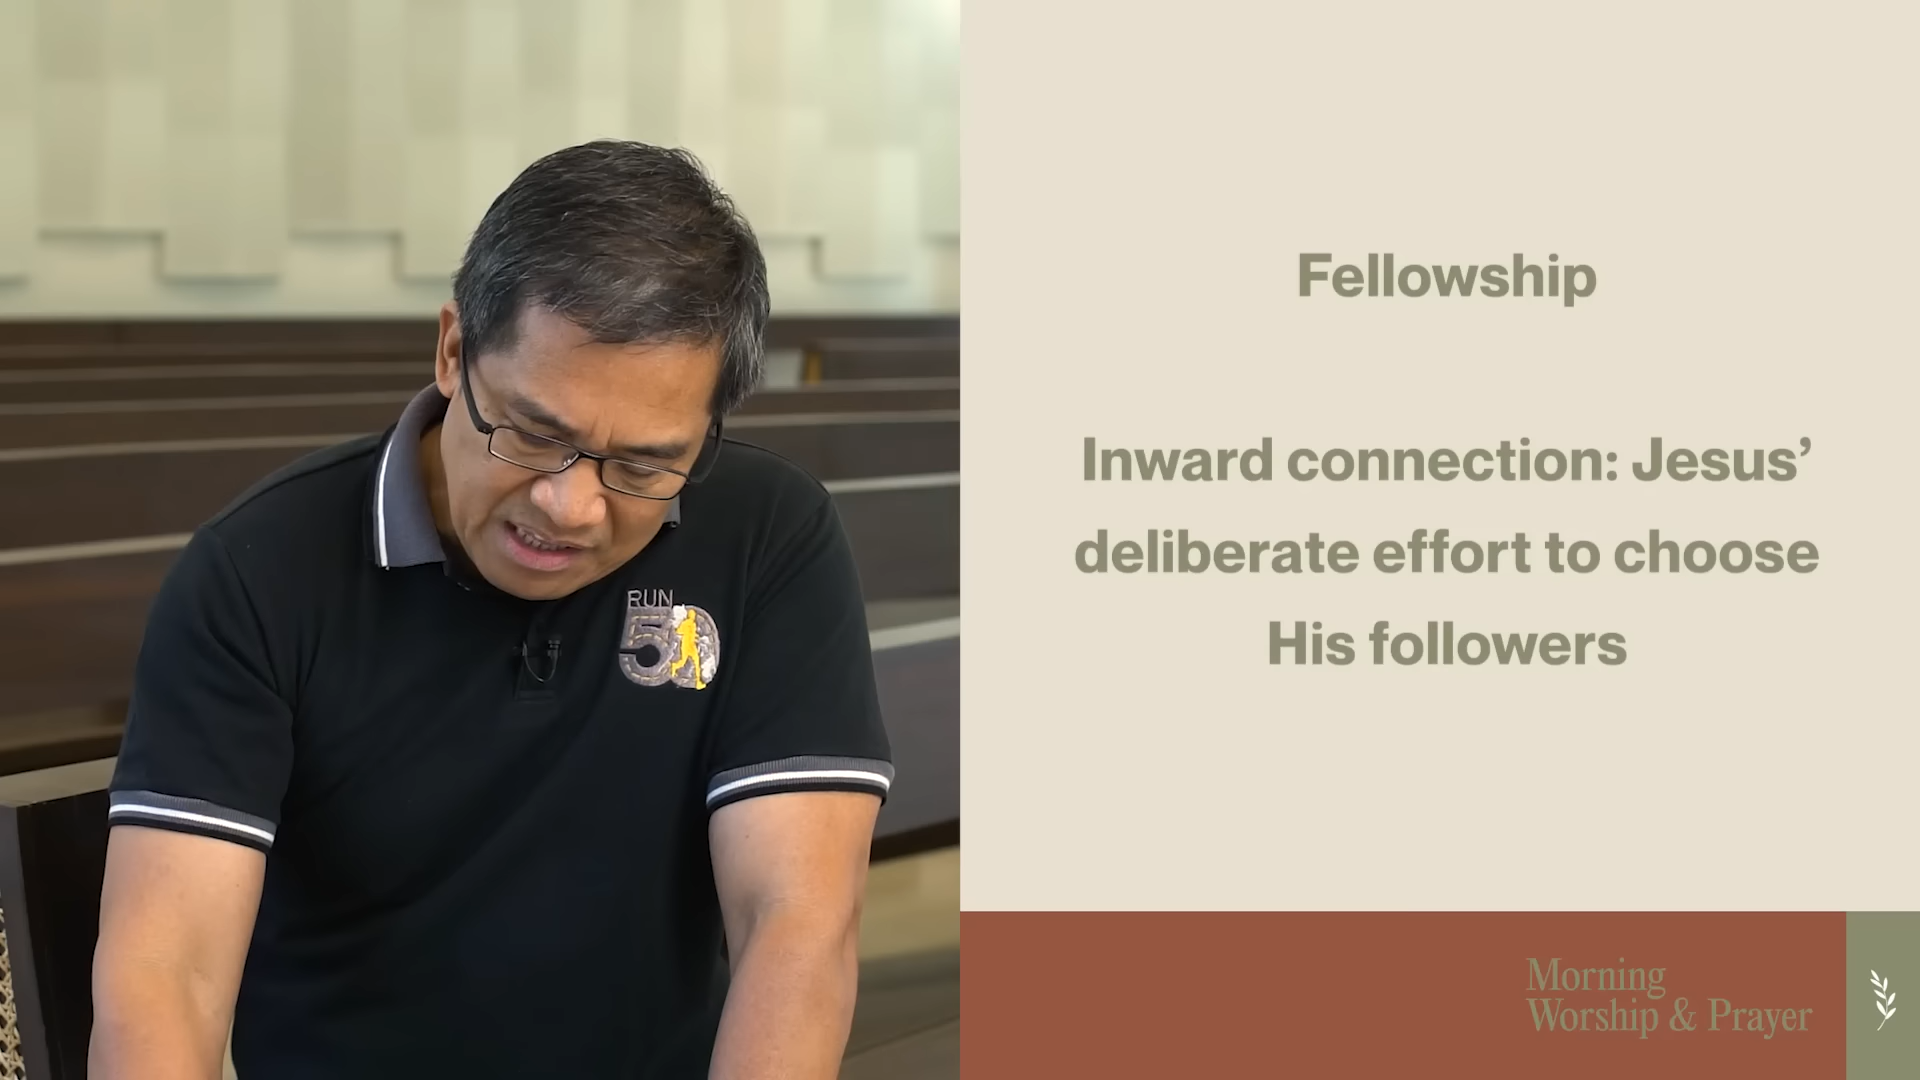 RUN
50
Fellowship
Inward connection: Jesus’
deliberate effort to choose
His followers
Morning
Worship & Prayer